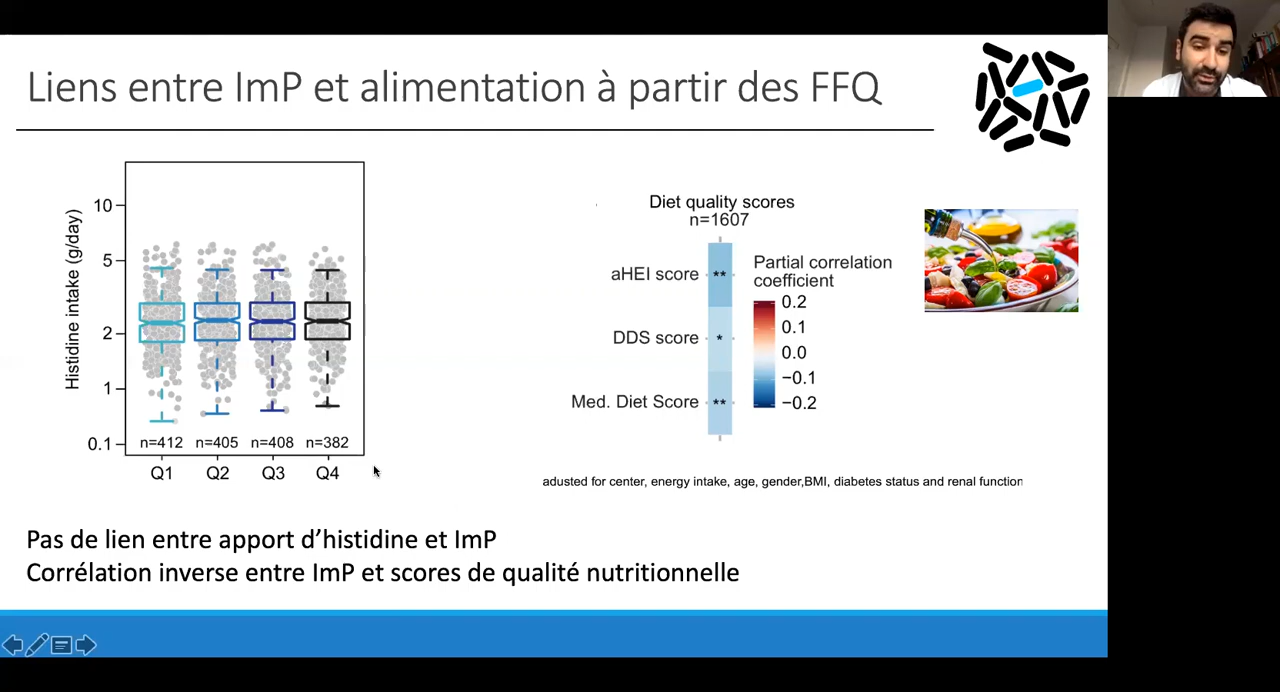 Liens entre ImP et alimentation à partir des FFQ
Histidine intake (g/day)
10
5
2
1
0.1
n=412 n=405 n=408 n=382
Q1 Q2 Q3 Q4
Diet quality scores
n=1607
aHEI score **
DDS score *
Med. Diet Score **
Partial correlation
coefficient
0.2
0.1
0.0
−0.1
−0.2
adusted for center, energy intake, age, gender,BMI, diabetes status and renal function
Pas de lien entre apport d’histidine et ImP
Corrélation inverse entre ImP et scores de qualité nutritionnelle